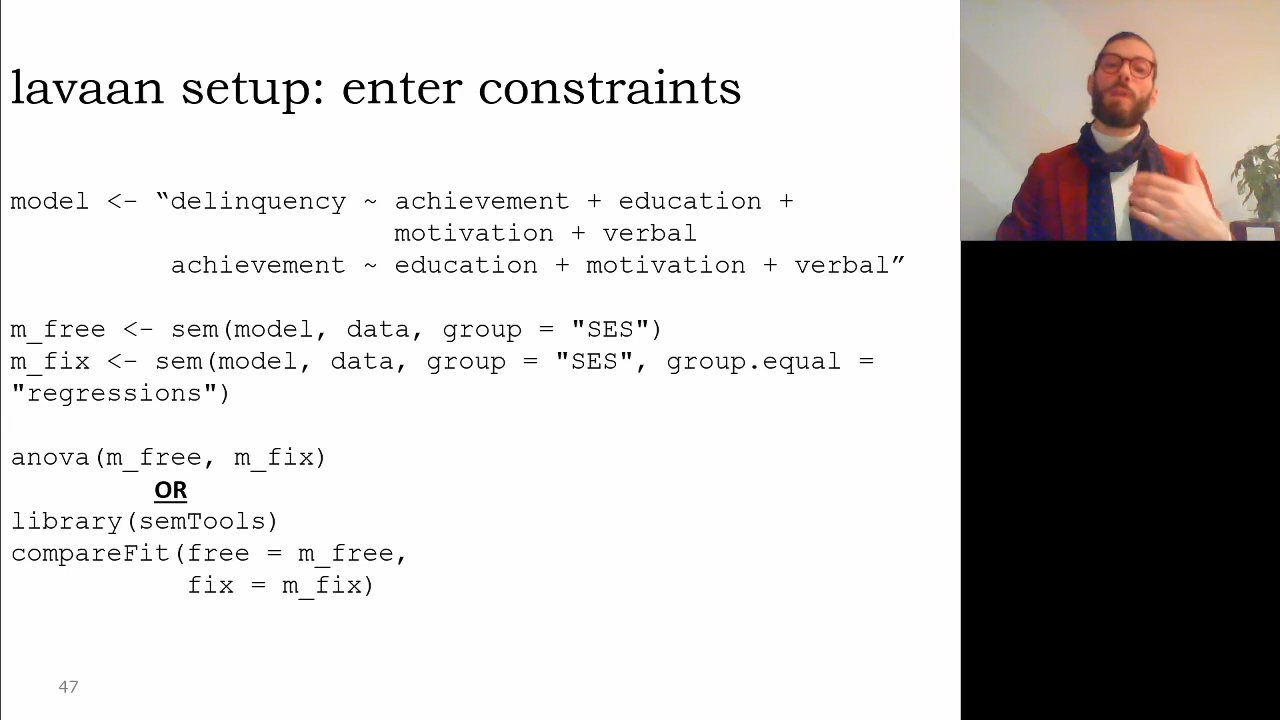 lavaan setup: enter constraints
model <- “delinquency ~ achievement + education +
motivation + verbal
achievement ~ education + motivation + verbal”
m_free <- sem(model, data, group = "SES")
m_fix <- sem(model, data, group = "SES", group.equal =
"regressions")
anova(m_free, m_fix)
OR
library(semTools)
compareFit(free = m_free,
fix = m_fix)
47